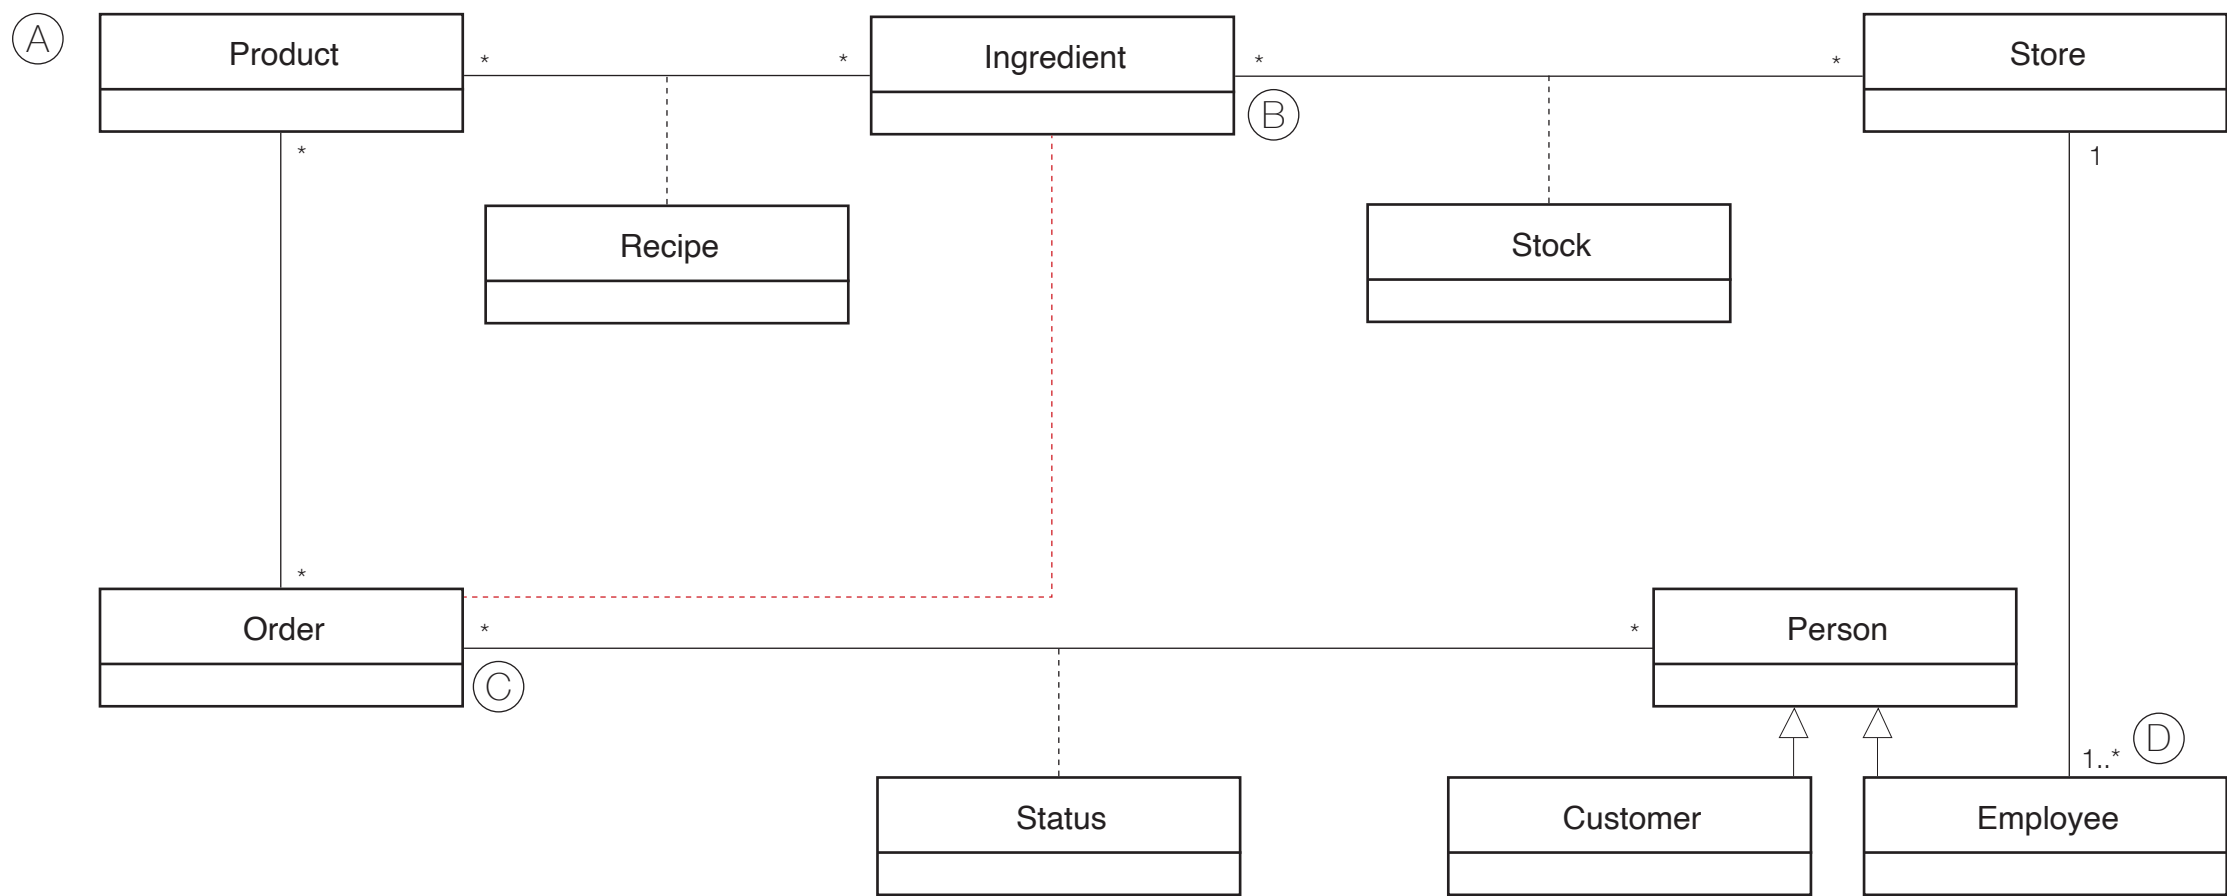 A
Product
*
*
Ingredient
*
*
Store
B
*
1
Recipe
Stock
*
Order
*
*
Person
C
D
1..*
Status
Customer
Employee